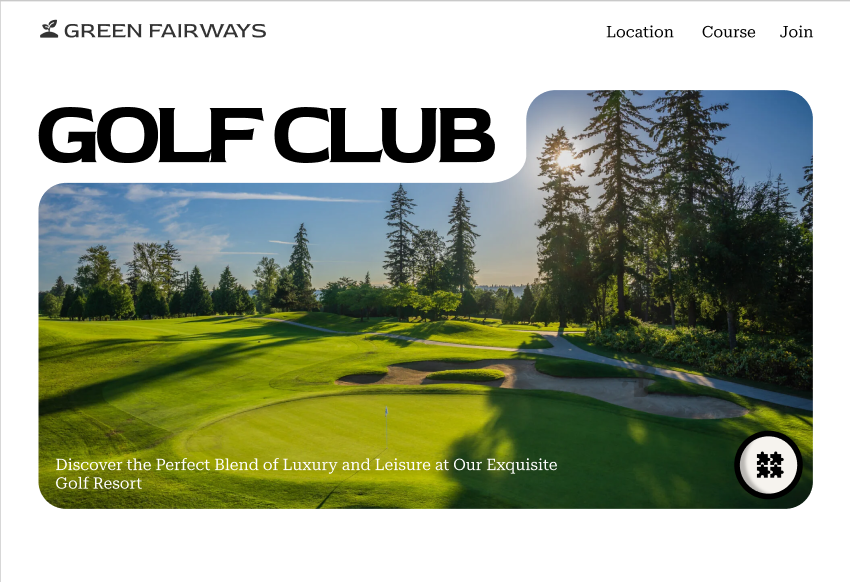 GREEN FAIRWAYS
Location Course Join
GOLF CLUB
Discover the Perfect Blend of Luxury and Leisure at Our Exquisite
Golf Resort